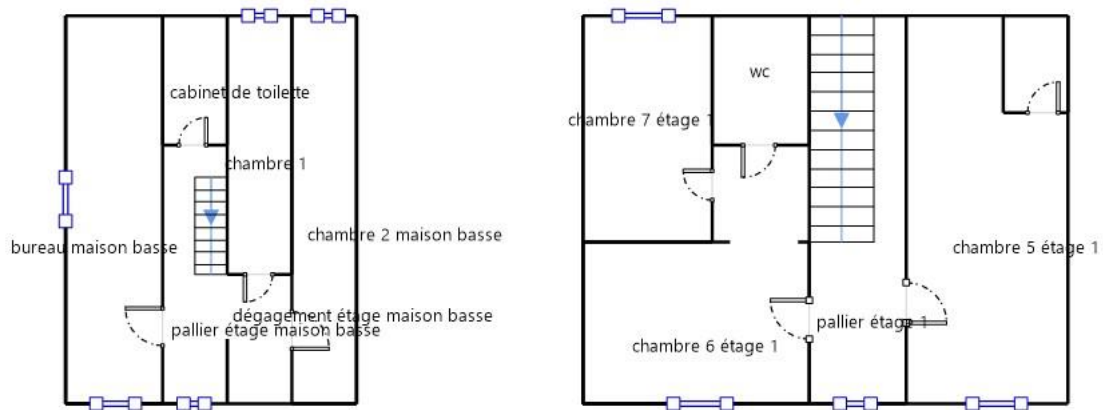 wc
cabinet de toilette
chambre 7 étage 1
chambre 1
chambre 2 maison basse
bureau maison basse
chambre 5 étage 1
dégagement étage maison basse
pallier étage maison basse
pallier étage 1
chambre 6 étage 1